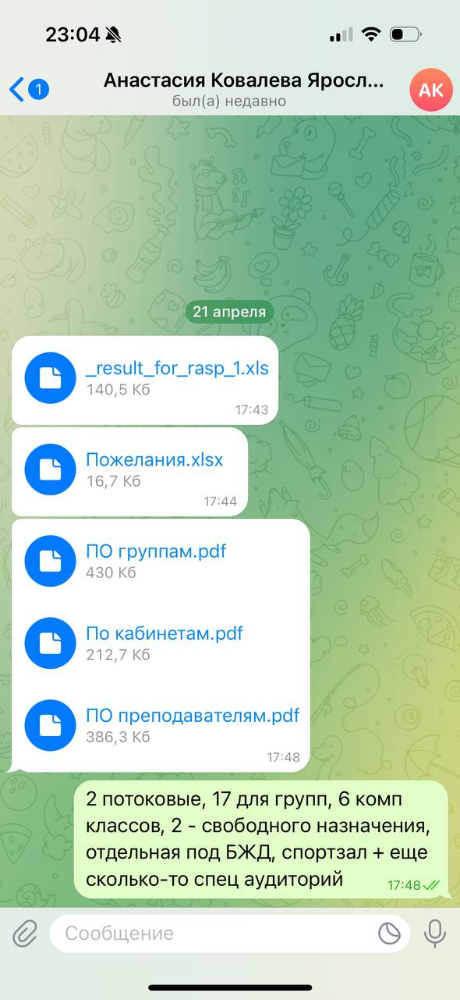 23:04
1
Анастасия Ковалева Яросл...
был(а) недавно
АК
21 апреля
_result_for_rasp_1.xls
140,5 Кб
17:43
Пожелания.xlsx
16,7 Кб
17:44
ПО группам.pdf
430 Кб
По кабинетам.pdf
212,7 Кб
ПО преподавателям.pdf
386,3 Кб
17:48
2 потоковые, 17 для групп, 6 комп
классов, 2 - свободного назначения,
отдельная под БЖД, спортзал + еще
сколько-то спец аудиторий
17:48
Сообщение